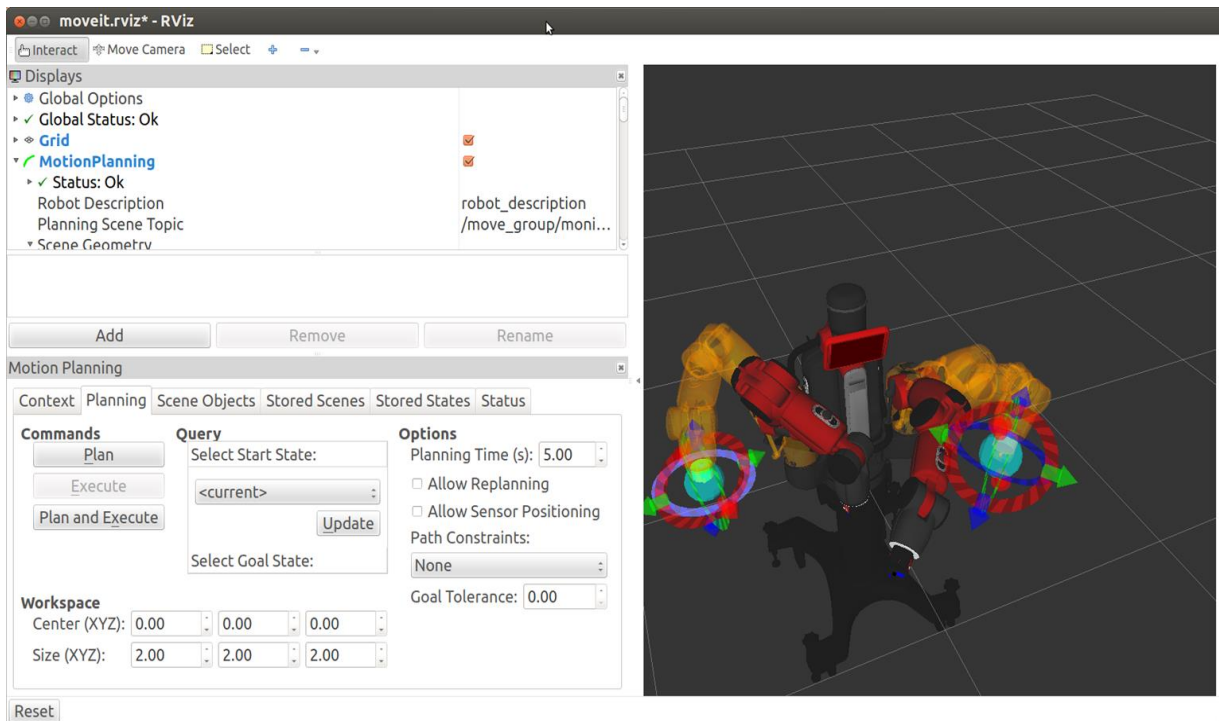 moveit.rviz* - RViz
Interact Move Camera Select
Displays
Global Options
Global Status: Ok
Grid
MotionPlanning
Status: Ok
Robot Description robot_description
Planning Scene Topic /move_group/moni...
Scene Geometry
Add Remove Rename
Motion Planning
Context Planning Scene Objects Stored Scenes Stored States Status
Commands Query Options
Plan Select Start State: Planning Time (s): 5.00
Execute <current> Allow Replanning
Plan and Execute Update Allow Sensor Positioning
Path Constraints:
Select Goal State: None
Workspace Goal Tolerance: 0.00
Center (XYZ): 0.00 0.00 0.00
Size (XYZ): 2.00 2.00 2.00
Reset